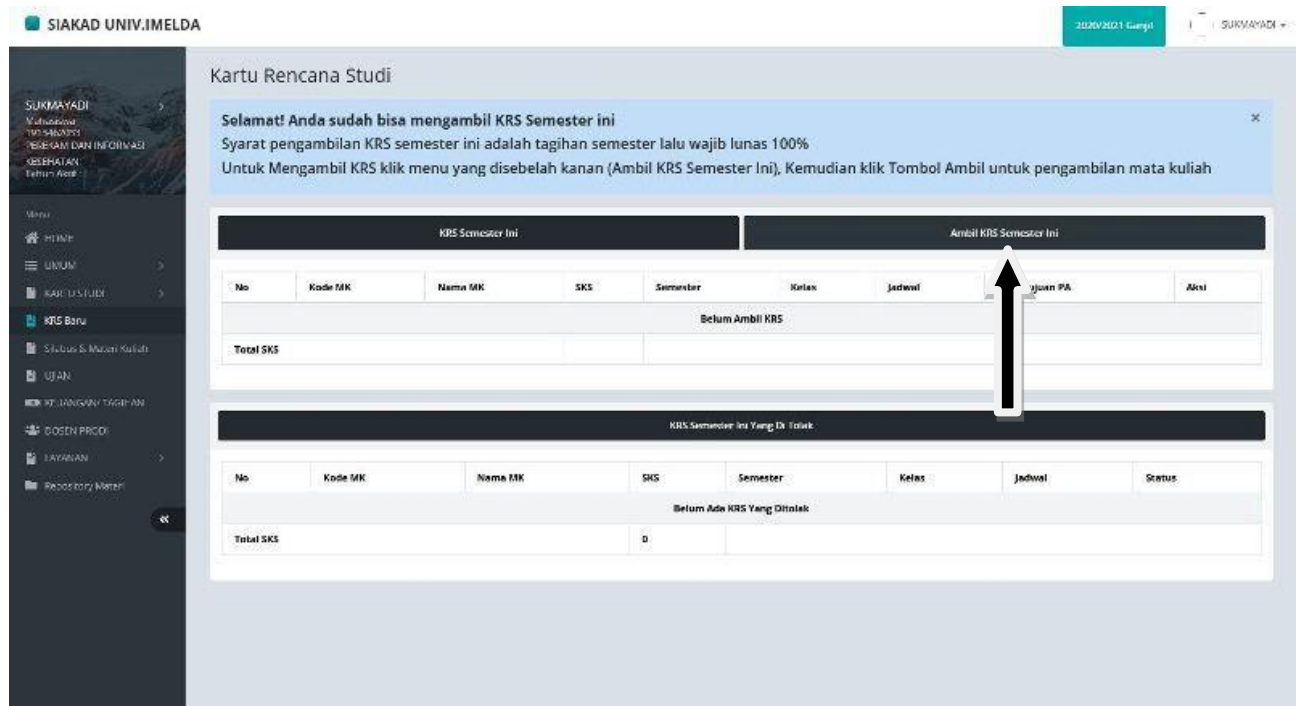 SIAKAD UNIV.IMELDA
SUKMAYADI
Kartu Rencana Studi
SUKMAYADI
Mahasiswa
PEREKAM DAN INFORMASI
KESEHATAN
Selamat! Anda sudah bisa mengambil KRS Semester ini
Syarat pengambilan KRS semester ini adalah tagihan semester lalu wajib lunas 100%
Untuk Mengambil KRS klik menu yang disebelah kanan (Ambil KRS Semester Ini), Kemudian klik Tombol Ambil untuk pengambilan mata kuliah
Menu
HOME
UMUM
KARTU STUDI
KRS Baru
Silabus & Materi Kuliah
UJIAN
KEUANGAN/ TAGIHAN
DOSEN PRODI
LAYANAN
Repository Materi
KRS Semester Ini Ambil KRS Semester Ini
No Kode MK Nama MK SKS Semester Kelas Jadwal Aksi
Belum Ambil KRS
Total SKS
KRS Semester Ini Yang Di Tolak
No Kode MK Nama MK SKS Semester Kelas Jadwal Status
Belum Ada KRS Yang Ditolak
Total SKS 0